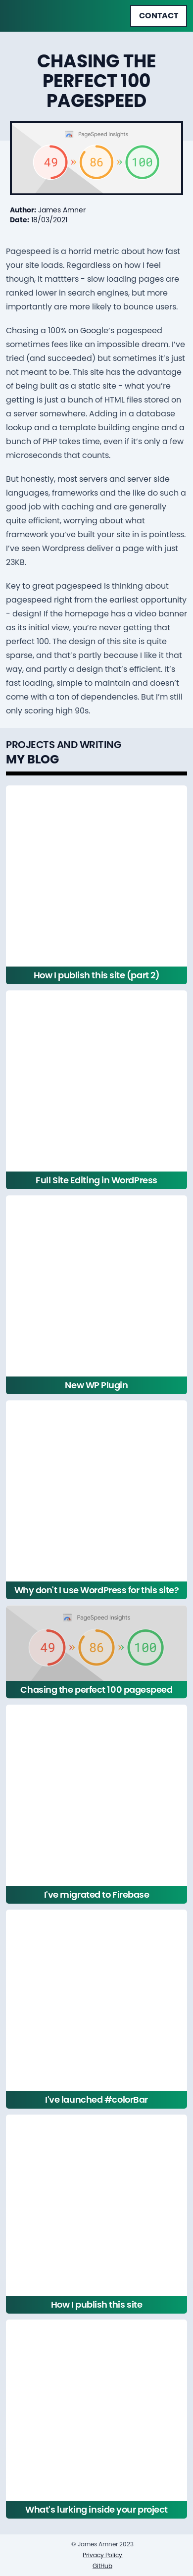 CONTACT
CHASING THE
PERFECT 100
PAGESPEED
PageSpeed Insights
49 » 86 » 100
Author: James Amner
Date: 18/03/2021
Pagespeed is a horrid metric about how fast
your site loads. Regardless on how I feel
though, it mattters - slow loading pages are
ranked lower in search engines, but more
importantly are more likely to bounce users.
Chasing a 100% on Google's pagespeed
sometimes fees like an impossible dream. I've
tried (and succeeded) but sometimes it's just
not meant to be. This site has the advantage
of being built as a static site - what you're
getting is just a bunch of HTML files stored on
a server somewhere. Adding in a database
lookup and a template building engine and a
bunch of PHP takes time, even if it's only a few
microseconds that counts.
But honestly, most servers and server side
languages, frameworks and the like do such a
good job with caching and are generally
quite efficient, worrying about what
framework you've built your site in is pointless.
I've seen Wordpress deliver a page with just
23KB.
Key to great pagespeed is thinking about
pagespeed right from the earliest opportunity
- design! If the homepage has a video banner
as its initial view, you're never getting that
perfect 100. The design of this site is quite
sparse, and that's partly because I like it that
way, and partly a design that's efficient. It's
fast loading, simple to maintain and doesn't
come with a ton of dependencies. But I'm still
only scoring high 90s.
PROJECTS AND WRITING
MY BLOG
How I publish this site (part 2)
Full Site Editing in WordPress
New WP Plugin
Why don't I use WordPress for this site?
PageSpeed Insights
49 » 86 » 100
Chasing the perfect 100 pagespeed
I've migrated to Firebase
I've launched #colorBar
How I publish this site
What's lurking inside your project
© James Amner 2023
Privacy Policy
GitHub